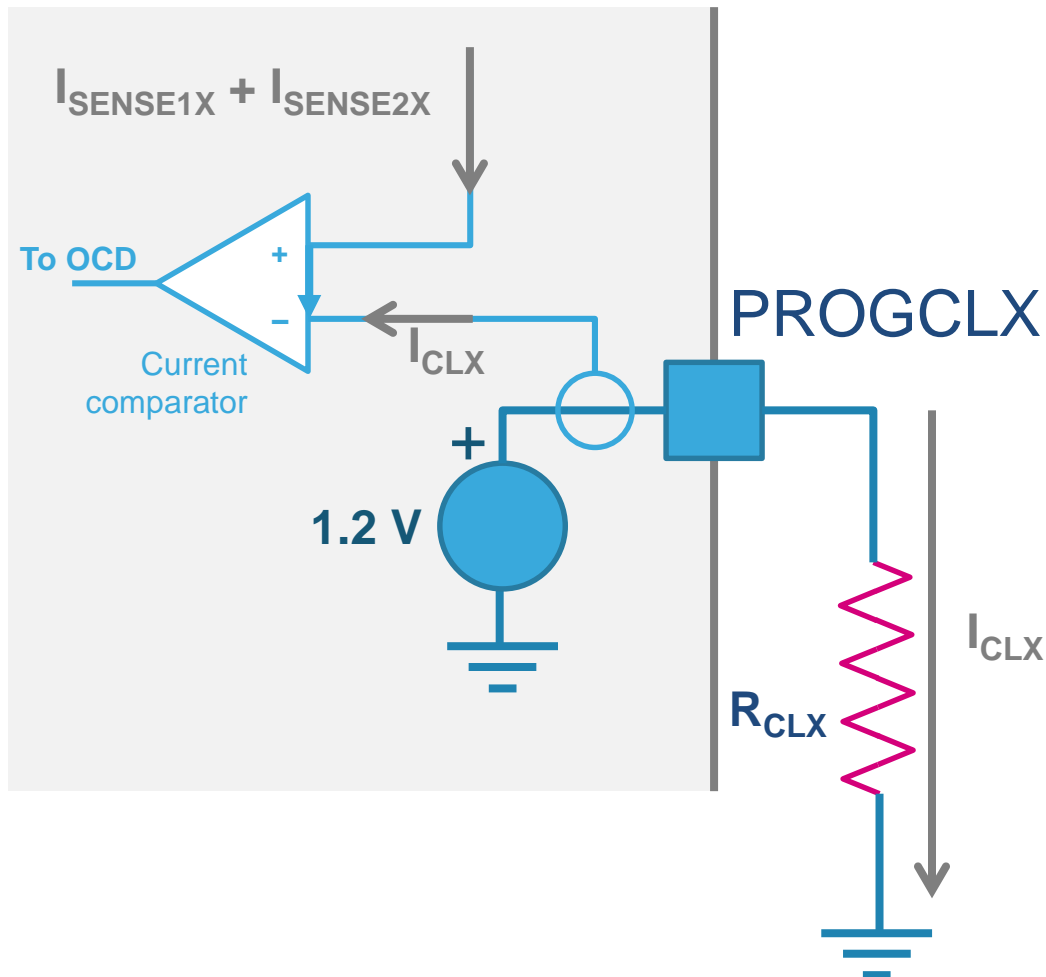 ISENSE1X + ISENSE2X
To OCD
+
−
Current
comparator
ICLX
PROGCLX
+
1.2 V
ICLX
RCLX